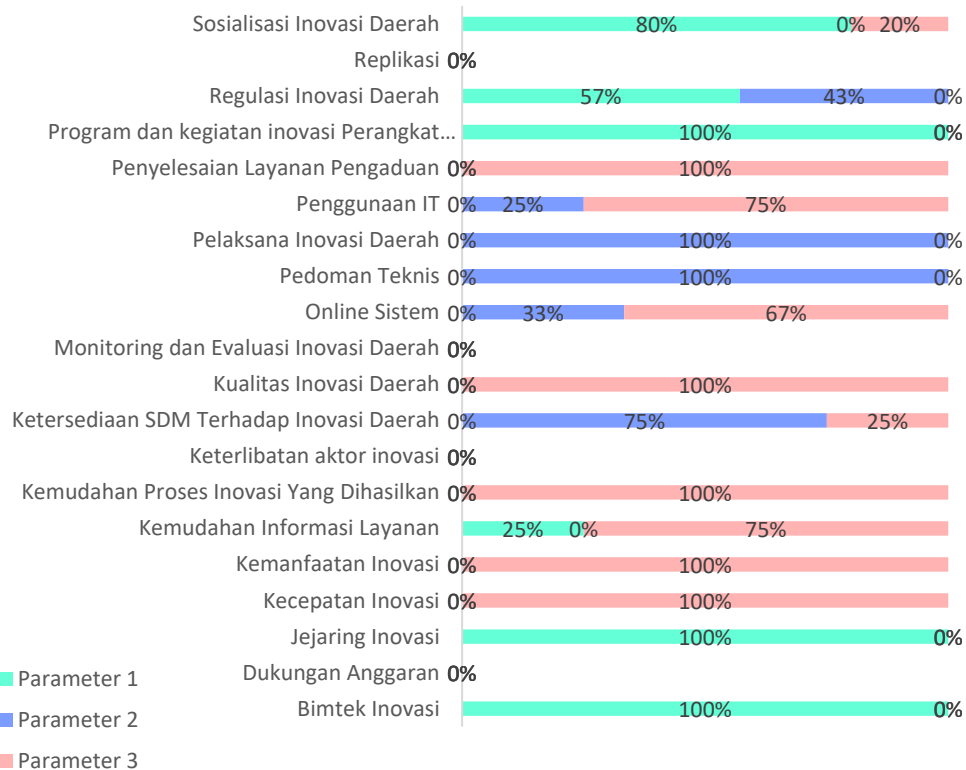 Sosialisasi Inovasi Daerah 80% 0% 20%
Replikasi 0%
Regulasi Inovasi Daerah 57% 43% 0%
Program dan kegiatan inovasi Perangkat... 100% 0%
Penyelesaian Layanan Pengaduan 0% 100%
Penggunaan IT 0% 25% 75%
Pelaksana Inovasi Daerah 0% 100% 0%
Pedoman Teknis 0% 100% 0%
Online Sistem 0% 33% 67%
Monitoring dan Evaluasi Inovasi Daerah 0%
Kualitas Inovasi Daerah 0% 100%
Ketersediaan SDM Terhadap Inovasi Daerah 0% 75% 25%
Keterlibatan aktor inovasi 0%
Kemudahan Proses Inovasi Yang Dihasilkan 0% 100%
Kemudahan Informasi Layanan 25% 0% 75%
Kemanfaatan Inovasi 0% 100%
Kecepatan Inovasi 0% 100%
Jejaring Inovasi 100% 0%
Dukungan Anggaran 0%
Bimtek Inovasi 100% 0%
Parameter 1
Parameter 2
Parameter 3